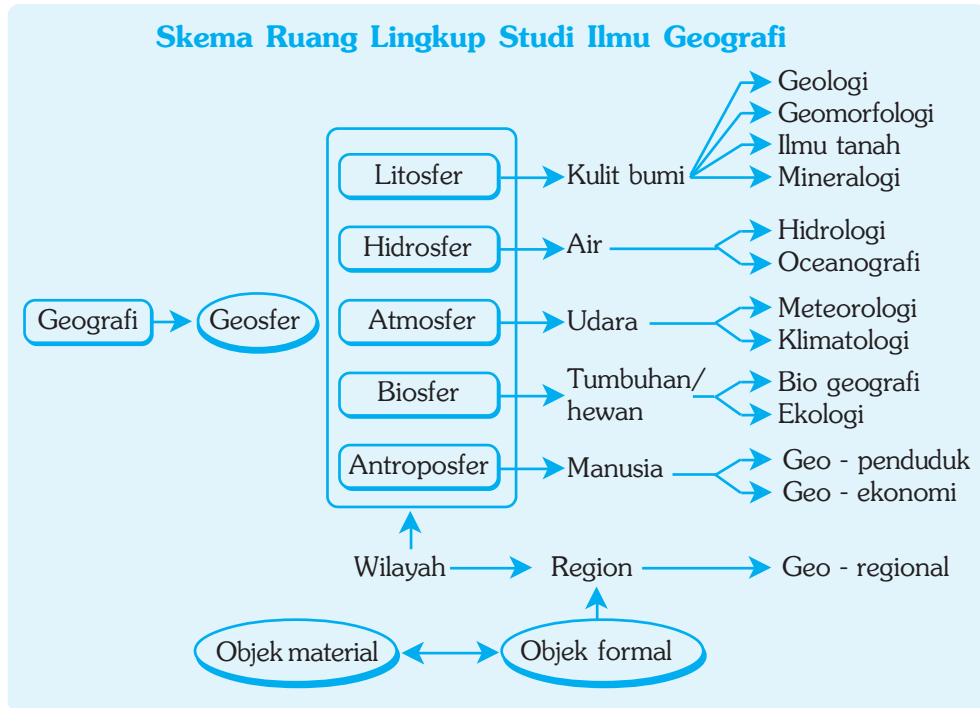 Skema Ruang Lingkup Studi Ilmu Geografi
Geografi
Geosfer
Litosfer
Kulit bumi
Geologi
Geomorfologi
Ilmu tanah
Mineralogi
Hidrosfer
Air
Hidrologi
Oceanografi
Atmosfer
Udara
Meteorologi
Klimatologi
Biosfer
Tumbuhan/
hewan
Bio geografi
Ekologi
Antroposfer
Manusia
Geo - penduduk
Geo - ekonomi
Wilayah
Region
Geo - regional
Objek material
Objek formal